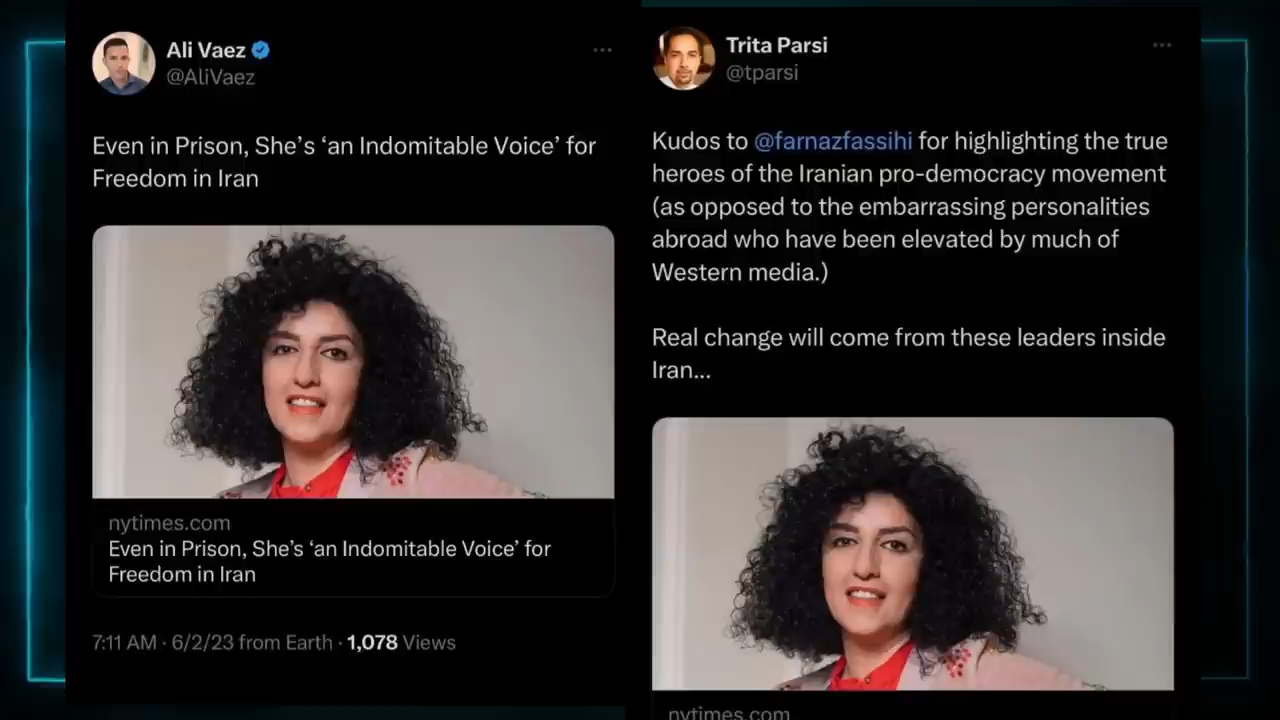 Ali Vaez
@AliVaez
Even in Prison, She's ‘an Indomitable Voice’ for
Freedom in Iran
nytimes.com
Even in Prison, She's ‘an Indomitable Voice’ for
Freedom in Iran
7:11 AM · 6/2/23 from Earth · 1,078 Views
Trita Parsi
@tparsi
Kudos to @farnazfassihi for highlighting the true
heroes of the Iranian pro-democracy movement
(as opposed to the embarrassing personalities
abroad who have been elevated by much of
Western media.)
Real change will come from these leaders inside
Iran...
nytimes.com